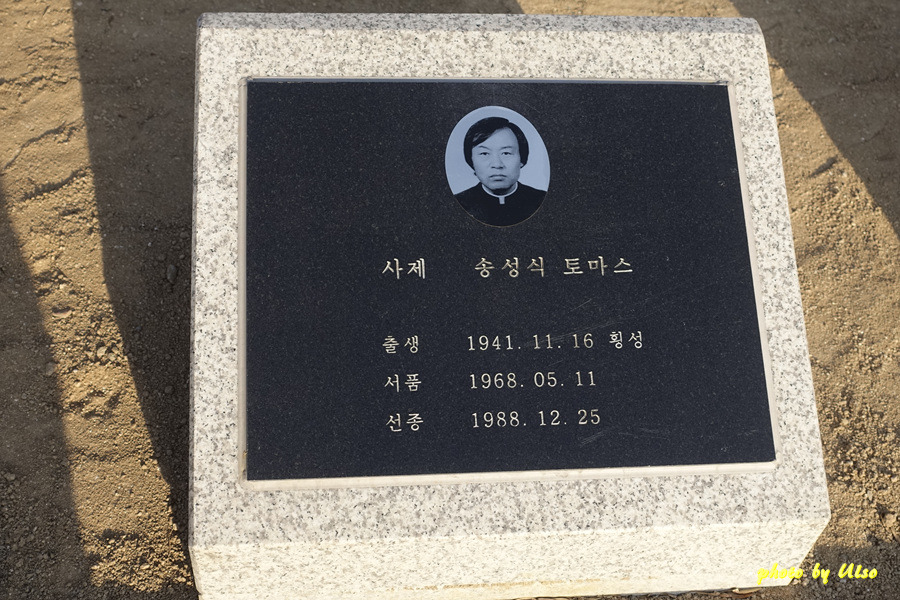 사제 송성식 토마스
출생 1941. 11. 16 횡성
서품 1968. 05. 11
선종 1988. 12. 25
photo by Ulso